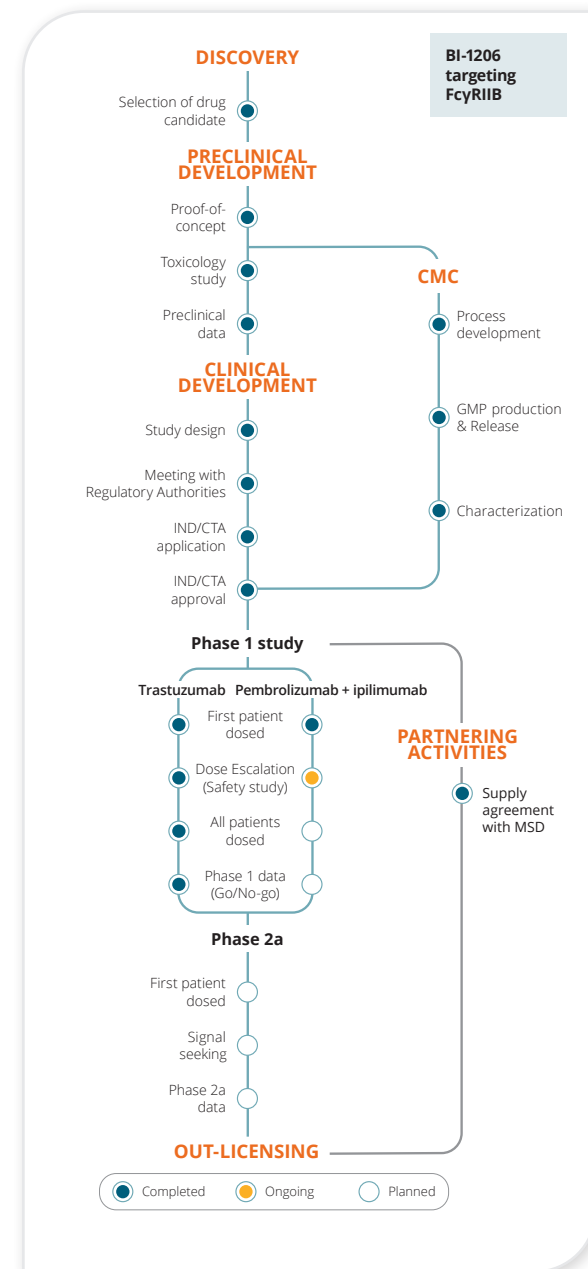 BI-1206
targeting
FcγRIIB
DISCOVERY
Selection of drug
candidate
PRECLINICAL
DEVELOPMENT
Proof-of-
concept
Toxicology
study
Preclinical
data
CMC
Process
development
GMP production
& Release
Characterization
CLINICAL
DEVELOPMENT
Study design
Meeting with
Regulatory Authorities
IND/CTA
application
IND/CTA
approval
Phase 1 study
Trastuzumab Pembrolizumab + ipilimumab
First patient
dosed
Dose Escalation
(Safety study)
All patients
dosed
Phase 1 data
(Go/No-go)
PARTNERING
ACTIVITIES
Supply
agreement
with MSD
Phase 2a
First patient
dosed
Signal
seeking
Phase 2a
data
OUT-LICENSING
Completed Ongoing Planned